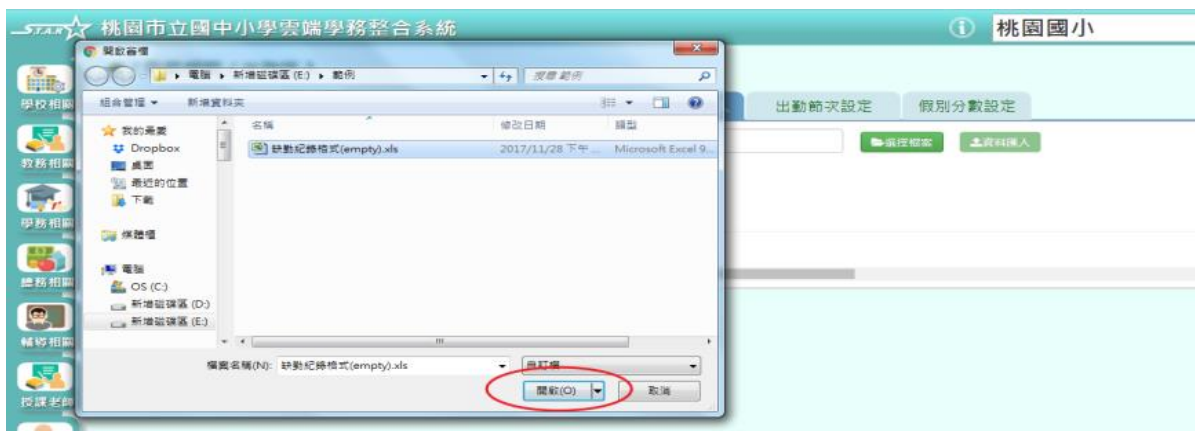 STAR 桃園市立國中小學雲端學務整合系統
桃園國小
開啟舊檔
電腦 ▸ 新增磁碟區 (E:) ▸ 範例
搜尋 範例
組合管理 新增資料夾
我的最愛
Dropbox
桌面
最近的位置
下載
媒體櫃
電腦
OS (C:)
新增磁碟區 (D:)
新增磁碟區 (E:)
名稱
修改日期
類型
缺勤紀錄格式(empty).xls
2017/11/28 下午...
Microsoft Excel 9...
檔案名稱(N): 缺勤紀錄格式(empty).xls
自訂檔
開啟(O)
取消
出勤節次設定
假別分數設定
選擇檔案
資料匯入
學校相關
教務相關
學務相關
總務相關
輔導相關
授課老師